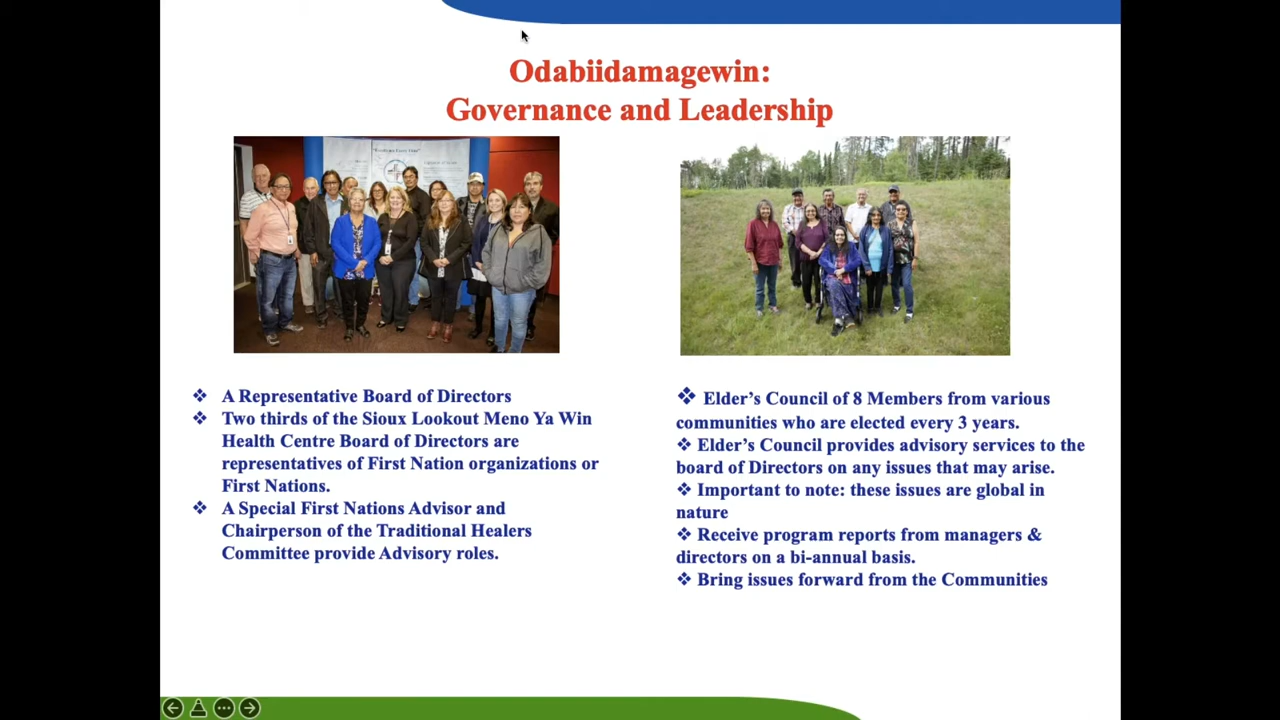 Odabiidamagewin:
Governance and Leadership
❖ A Representative Board of Directors
❖ Two thirds of the Sioux Lookout Meno Ya Win
Health Centre Board of Directors are
representatives of First Nation organizations or
First Nations.
❖ A Special First Nations Advisor and
Chairperson of the Traditional Healers
Committee provide Advisory roles.
❖ Elder’s Council of 8 Members from various
communities who are elected every 3 years.
❖ Elder’s Council provides advisory services to the
board of Directors on any issues that may arise.
❖ Important to note: these issues are global in
nature
❖ Receive program reports from managers &
directors on a bi-annual basis.
❖ Bring issues forward from the Communities